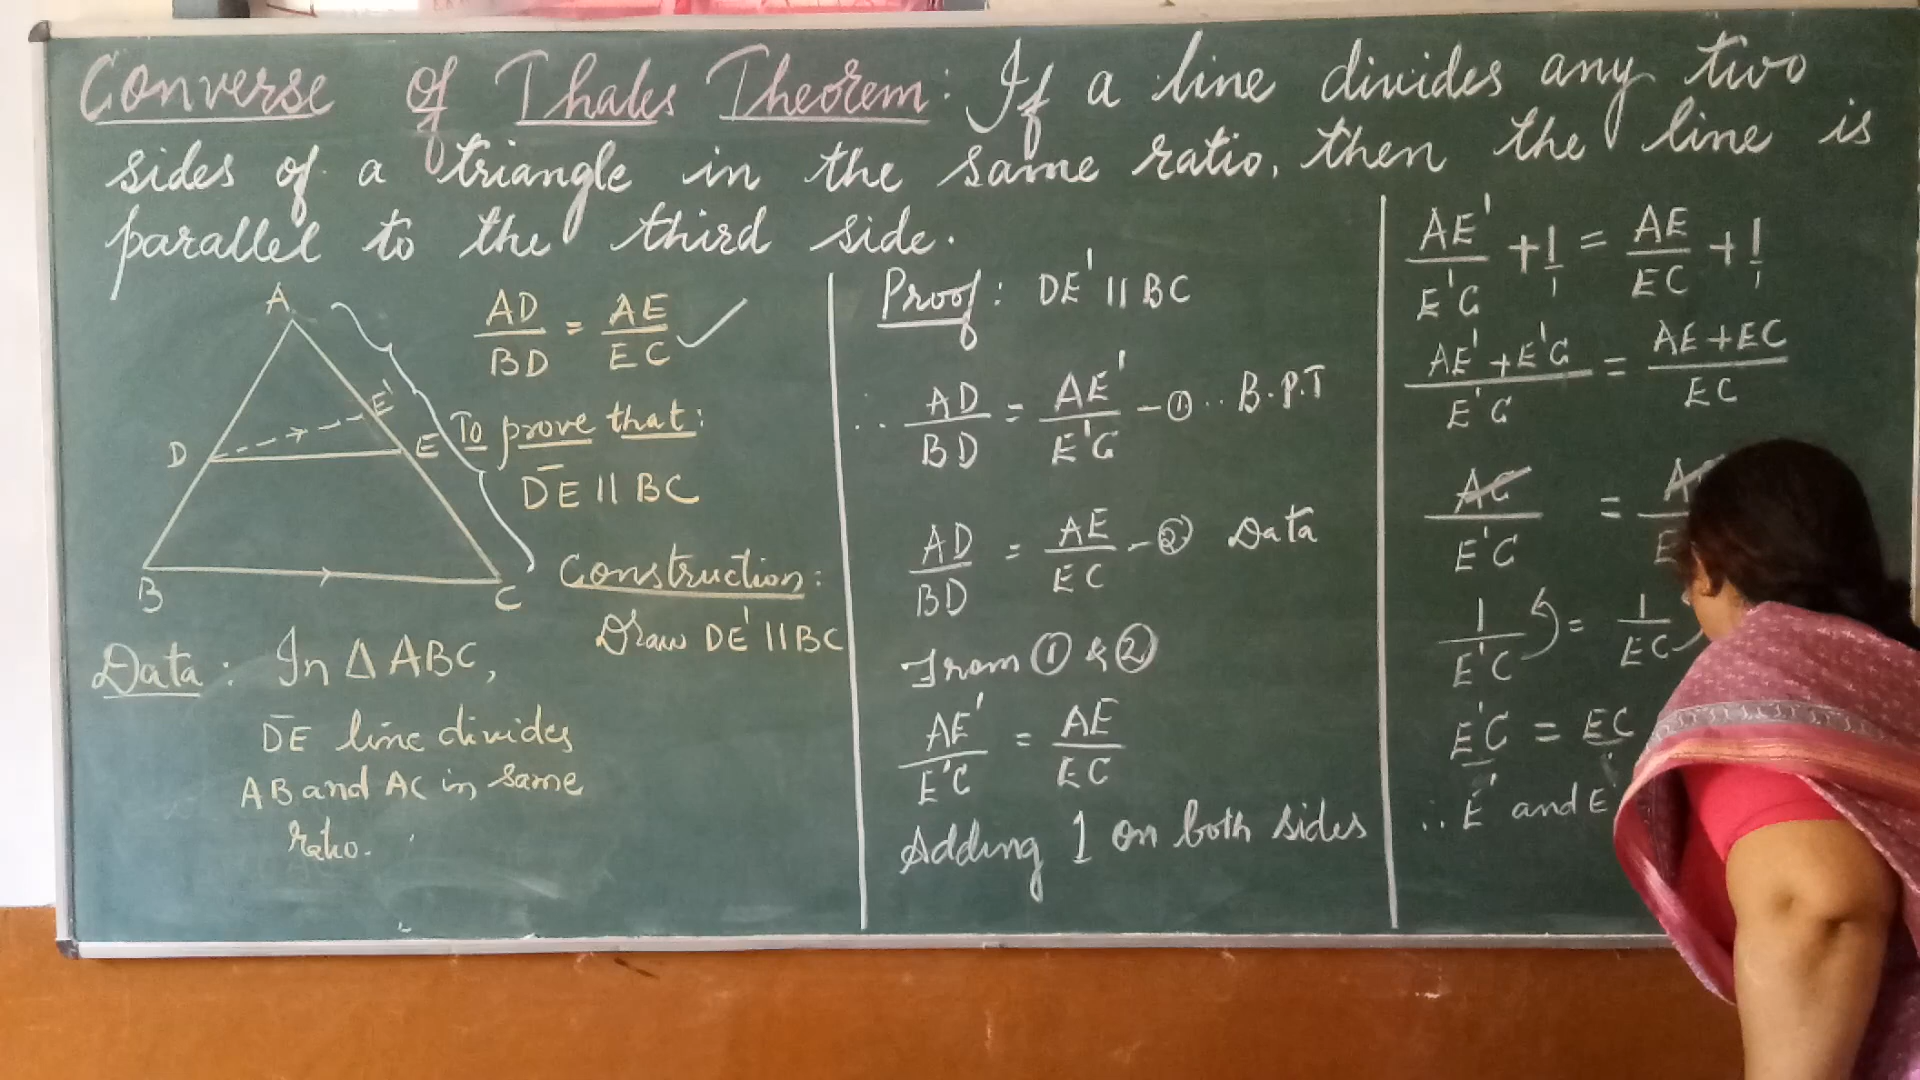 Converse of Thales Theorem: If a line divides any two
sides of a triangle in the same ratio, then the line is
parallel to the third side.
A
D
E'
E
B
C
AD/BD = AE/EC ✓
To prove that:
D̅E || BC
Construction:
Draw DE' || BC
Data: In Δ ABC,
D̅E line divides
AB and AC in same
ratio.
Proof: DE' || BC
∴ AD/BD = AE'/E'C - ① ∵ B.P.T
AD/BD = AE/EC - ② Data
From ① & ②
AE'/E'C = AE/EC
Adding 1 on both sides
AE'/E'C + 1/1 = AE/EC + 1/1
AE' + E'C/E'C = AE + EC/EC
AC/E'C =
1/E'C = 1/EC
E'C = EC
∴ E' and E